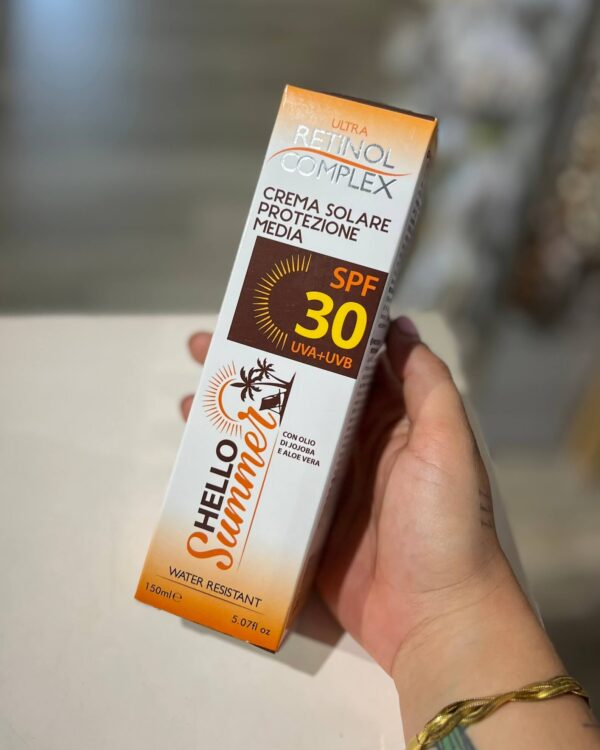 ULTRA
RETINOL
COMPLEX
CREMA SOLARE
PROTEZIONE
MEDIA
SPF
30
UVA+UVB
HELLO
Summer
CON OLIO
DI JOJOBA
E ALOE VERA
WATER RESISTANT
150ml ℮
5.07fl oz